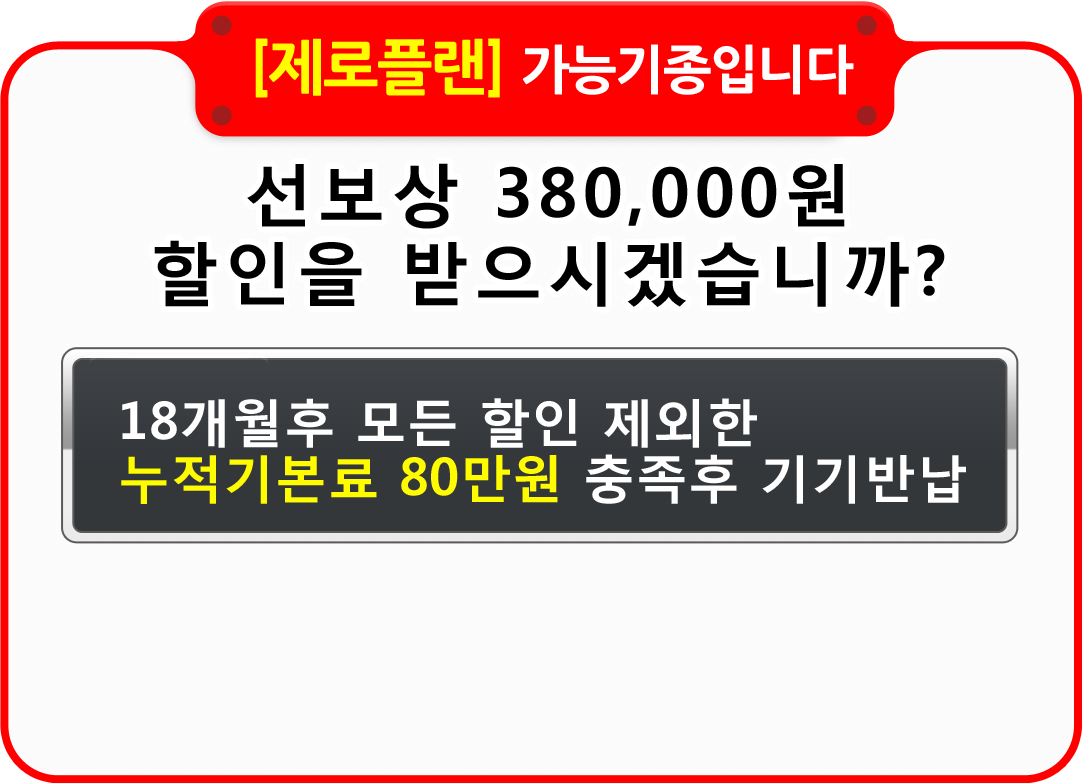 [제로플랜] 가능기종입니다
선보상 380,000원
할인을 받으시겠습니까?
18개월후 모든 할인 제외한
누적기본료 80만원 충족후 기기반납